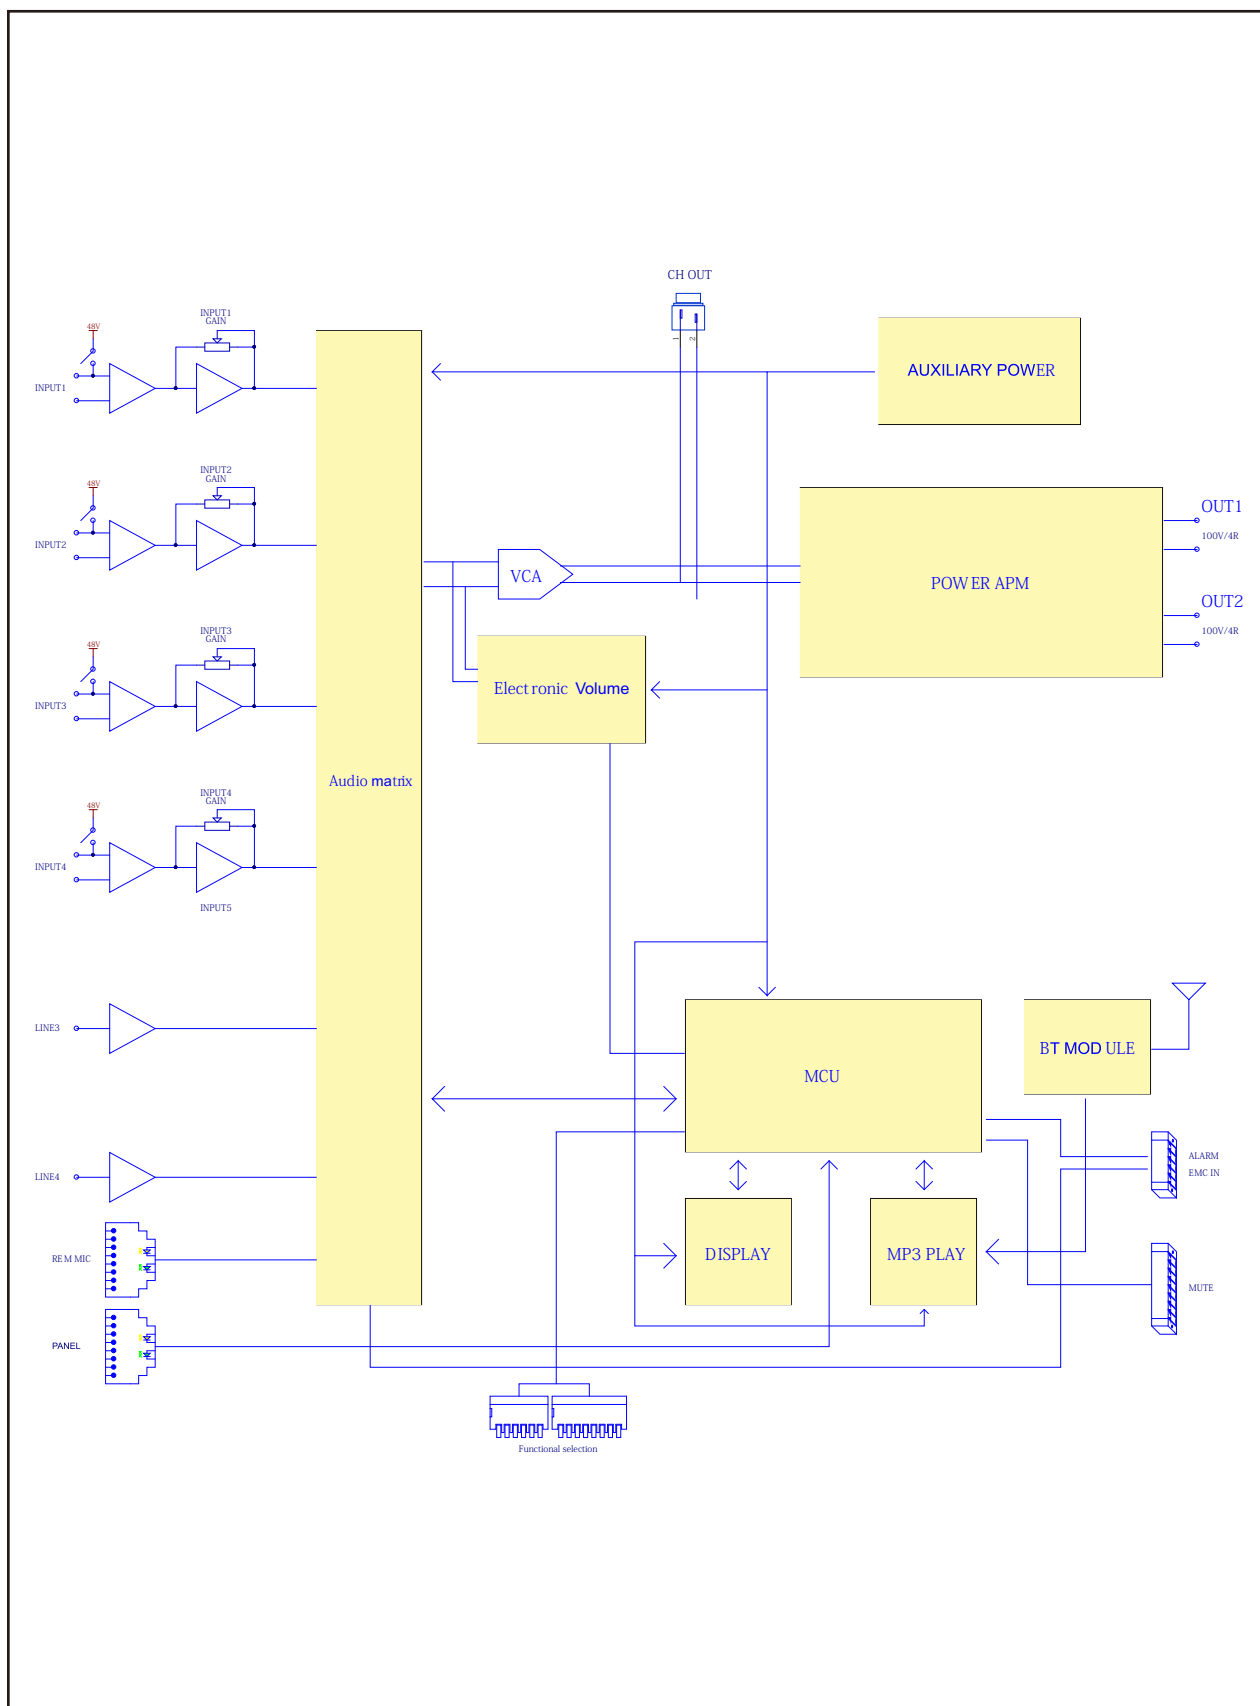 CH OUT
1
2
INPUT1
GAIN
48V
INPUT1
AUXILIARY POWER
INPUT2
GAIN
48V
INPUT2
OUT1
100V/4R
VCA
POWER APM
OUT2
100V/4R
INPUT3
GAIN
48V
INPUT3
Electronic Volume
Audio matrix
INPUT4
GAIN
48V
INPUT4
INPUT5
LINE3
BT MODULE
MCU
ALARM
EMC IN
LINE4
REM MIC
DISPLAY
MP3 PLAY
MUTE
PANEL
Functional selection